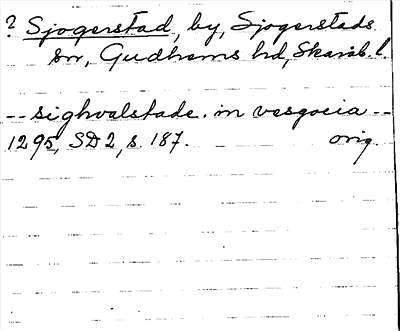 ? Sjogerstad, by, Sjogerstads
sn, Gudhems hd, Skarab. l.
-- sighvalstade. in vesgocia --
1295, SD 2, s. 187. orig.